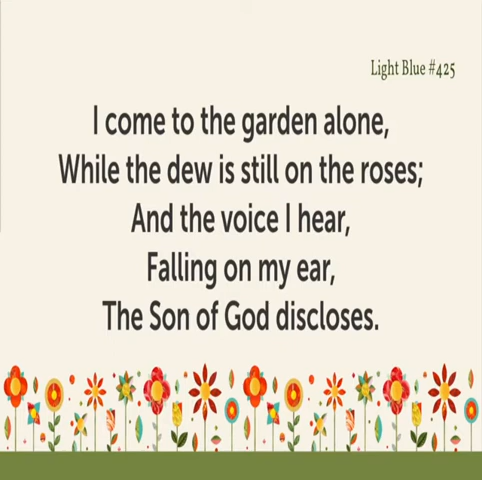 Light Blue #425
I come to the garden alone,
While the dew is still on the roses;
And the voice I hear,
Falling on my ear,
The Son of God discloses.